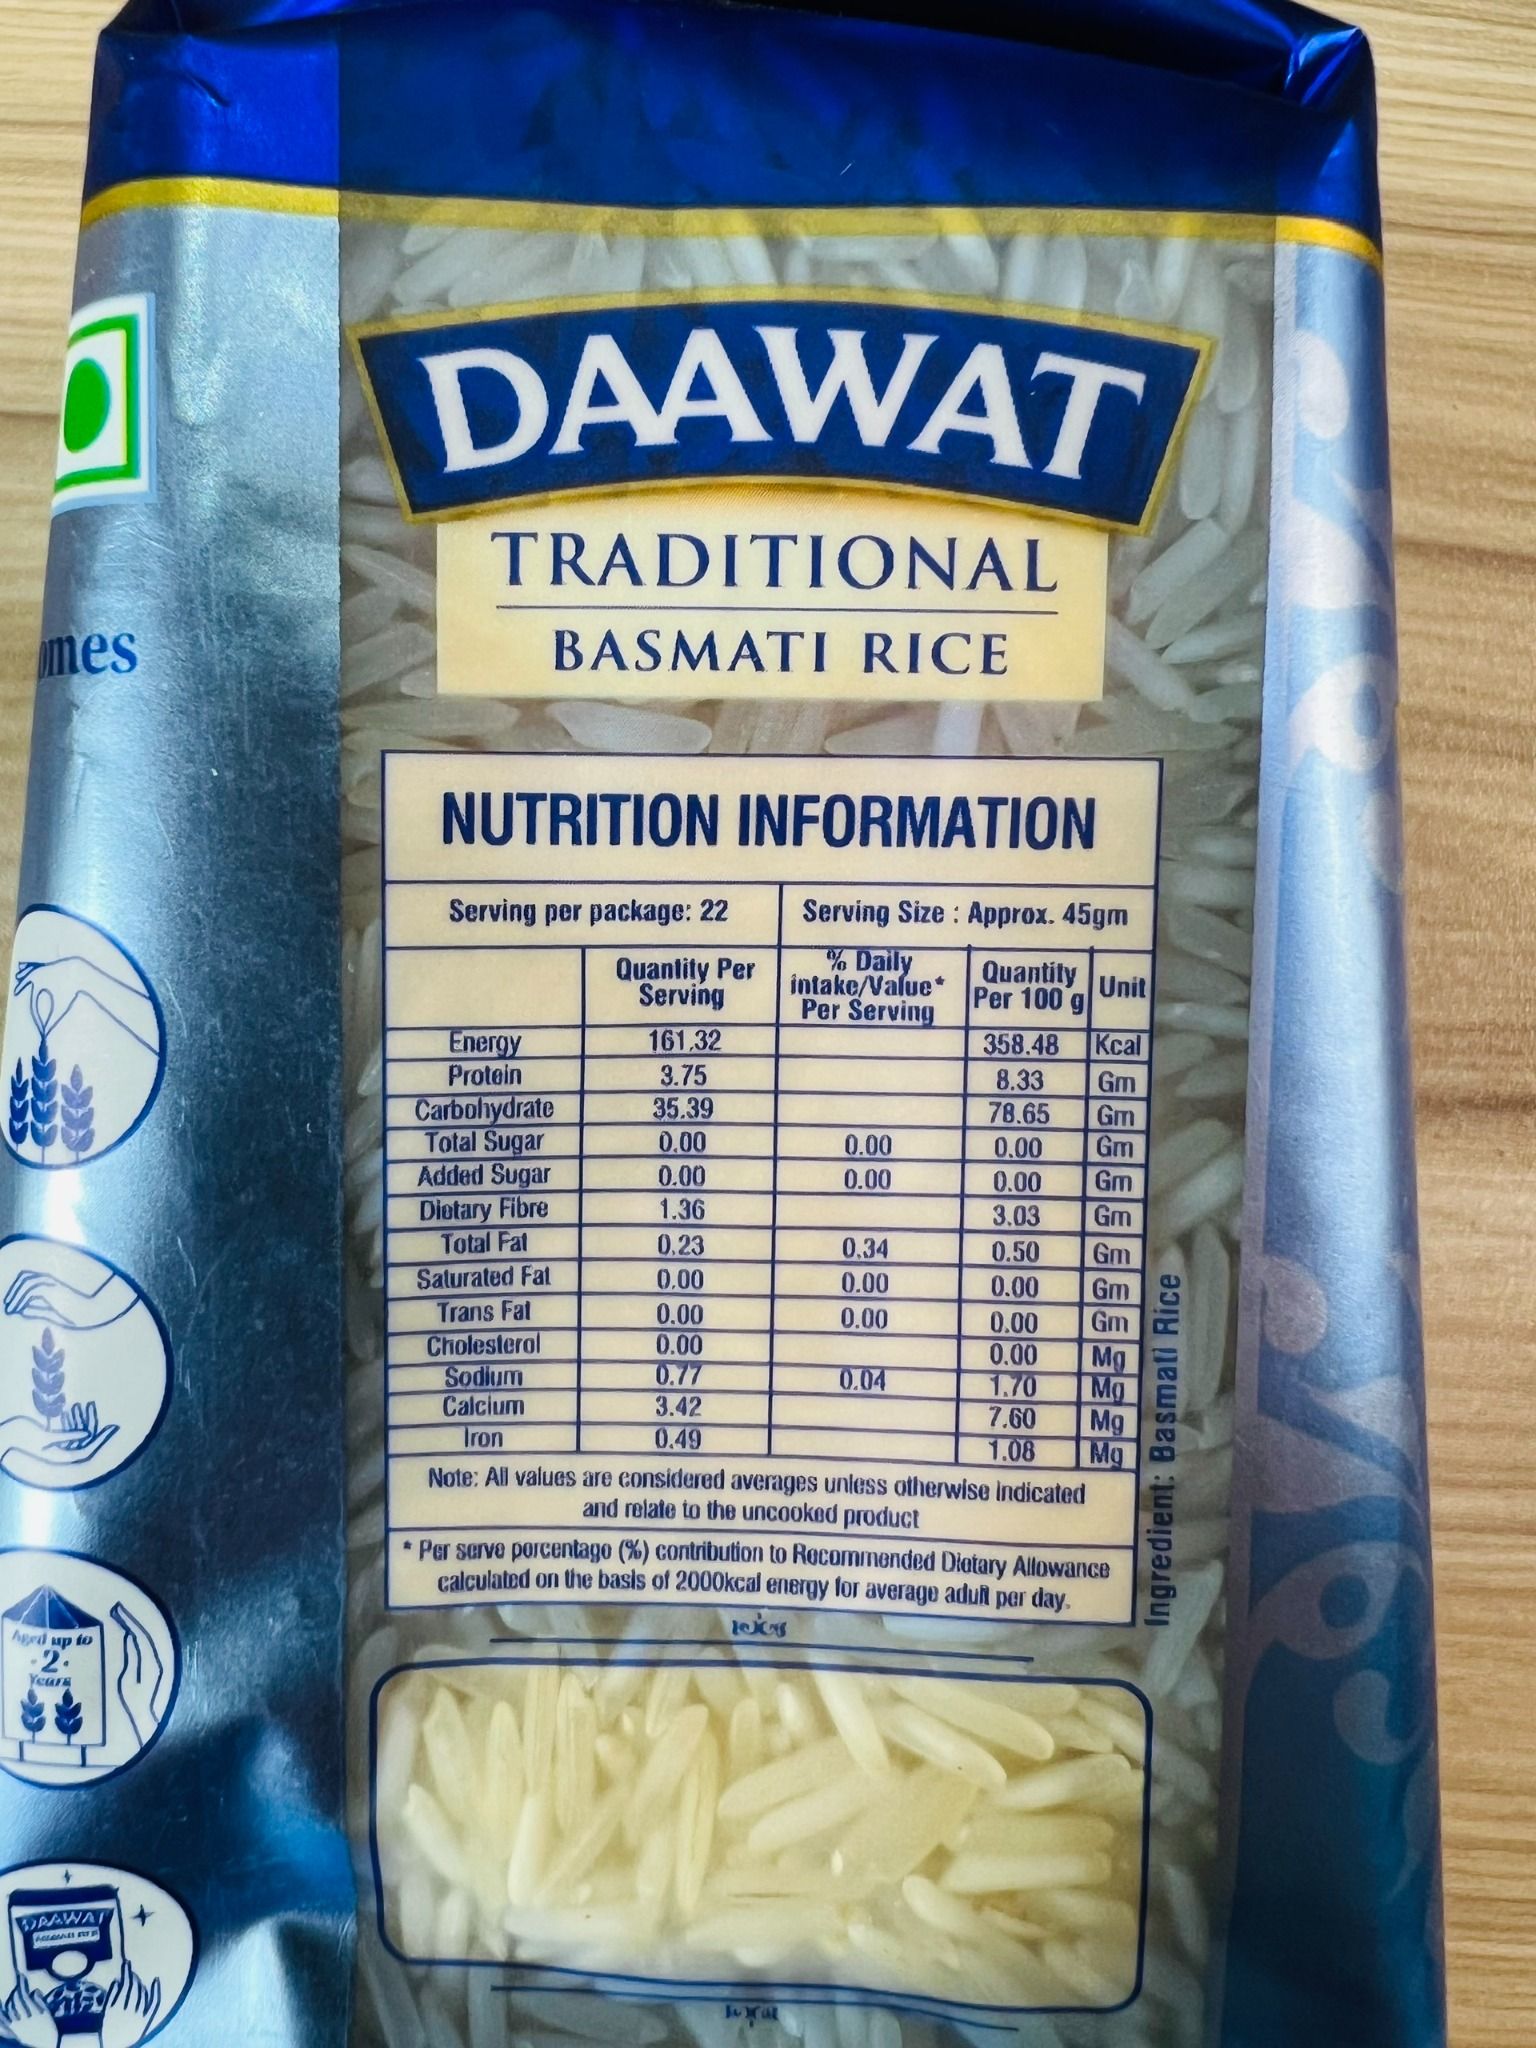 DAAWAT
TRADITIONAL
BASMATI RICE
omes
NUTRITION INFORMATION
Serving per package: 22 Serving Size : Approx. 45gm
Quantity Per Serving % Daily intake/Value* Per Serving Quantity Per 100 g Unit
Energy 161.32 358.48 Kcal
Protein 3.75 8.33 Gm
Carbohydrate 35.39 78.65 Gm
Total Sugar 0.00 0.00 0.00 Gm
Added Sugar 0.00 0.00 0.00 Gm
Dietary Fibre 1.36 3.03 Gm
Total Fat 0.23 0.34 0.50 Gm
Saturated Fat 0.00 0.00 0.00 Gm
Trans Fat 0.00 0.00 0.00 Gm
Cholesterol 0.00 0.00 Mg
Sodium 0.77 0.04 1.70 Mg
Calcium 3.42 7.60 Mg
Iron 0.49 1.08 Mg
Note: All values are considered averages unless otherwise indicated
and relate to the uncooked product
* Per serve percentage (%) contribution to Recommended Dietary Allowance
calculated on the basis of 2000kcal energy for average adult per day.
Ingredient: Basmati Rice
Aged up to
2
Years
DAAWAT